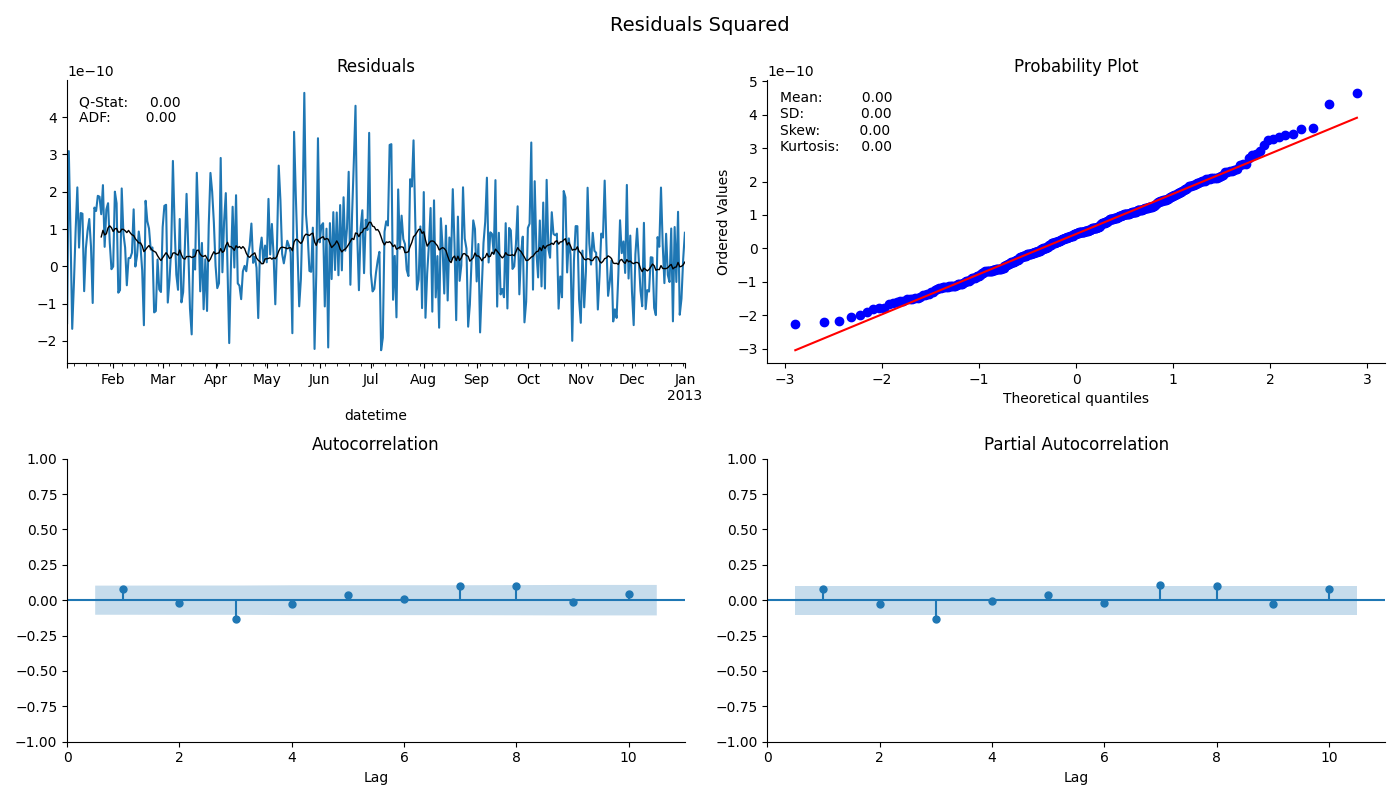 Residuals Squared
Residuals
1e−10
Q-Stat: 0.00
ADF: 0.00
4
3
2
1
0
−1
−2
Feb Mar Apr May Jun Jul Aug Sep Oct Nov Dec Jan
2013
datetime
Probability Plot
1e−10
Mean: 0.00
SD: 0.00
Skew: 0.00
Kurtosis: 0.00
Ordered Values
5
4
3
2
1
0
−1
−2
−3
−3 −2 −1 0 1 2 3
Theoretical quantiles
Autocorrelation
1.00
0.75
0.50
0.25
0.00
−0.25
−0.50
−0.75
−1.00
0 2 4 6 8 10
Lag
Partial Autocorrelation
1.00
0.75
0.50
0.25
0.00
−0.25
−0.50
−0.75
−1.00
0 2 4 6 8 10
Lag